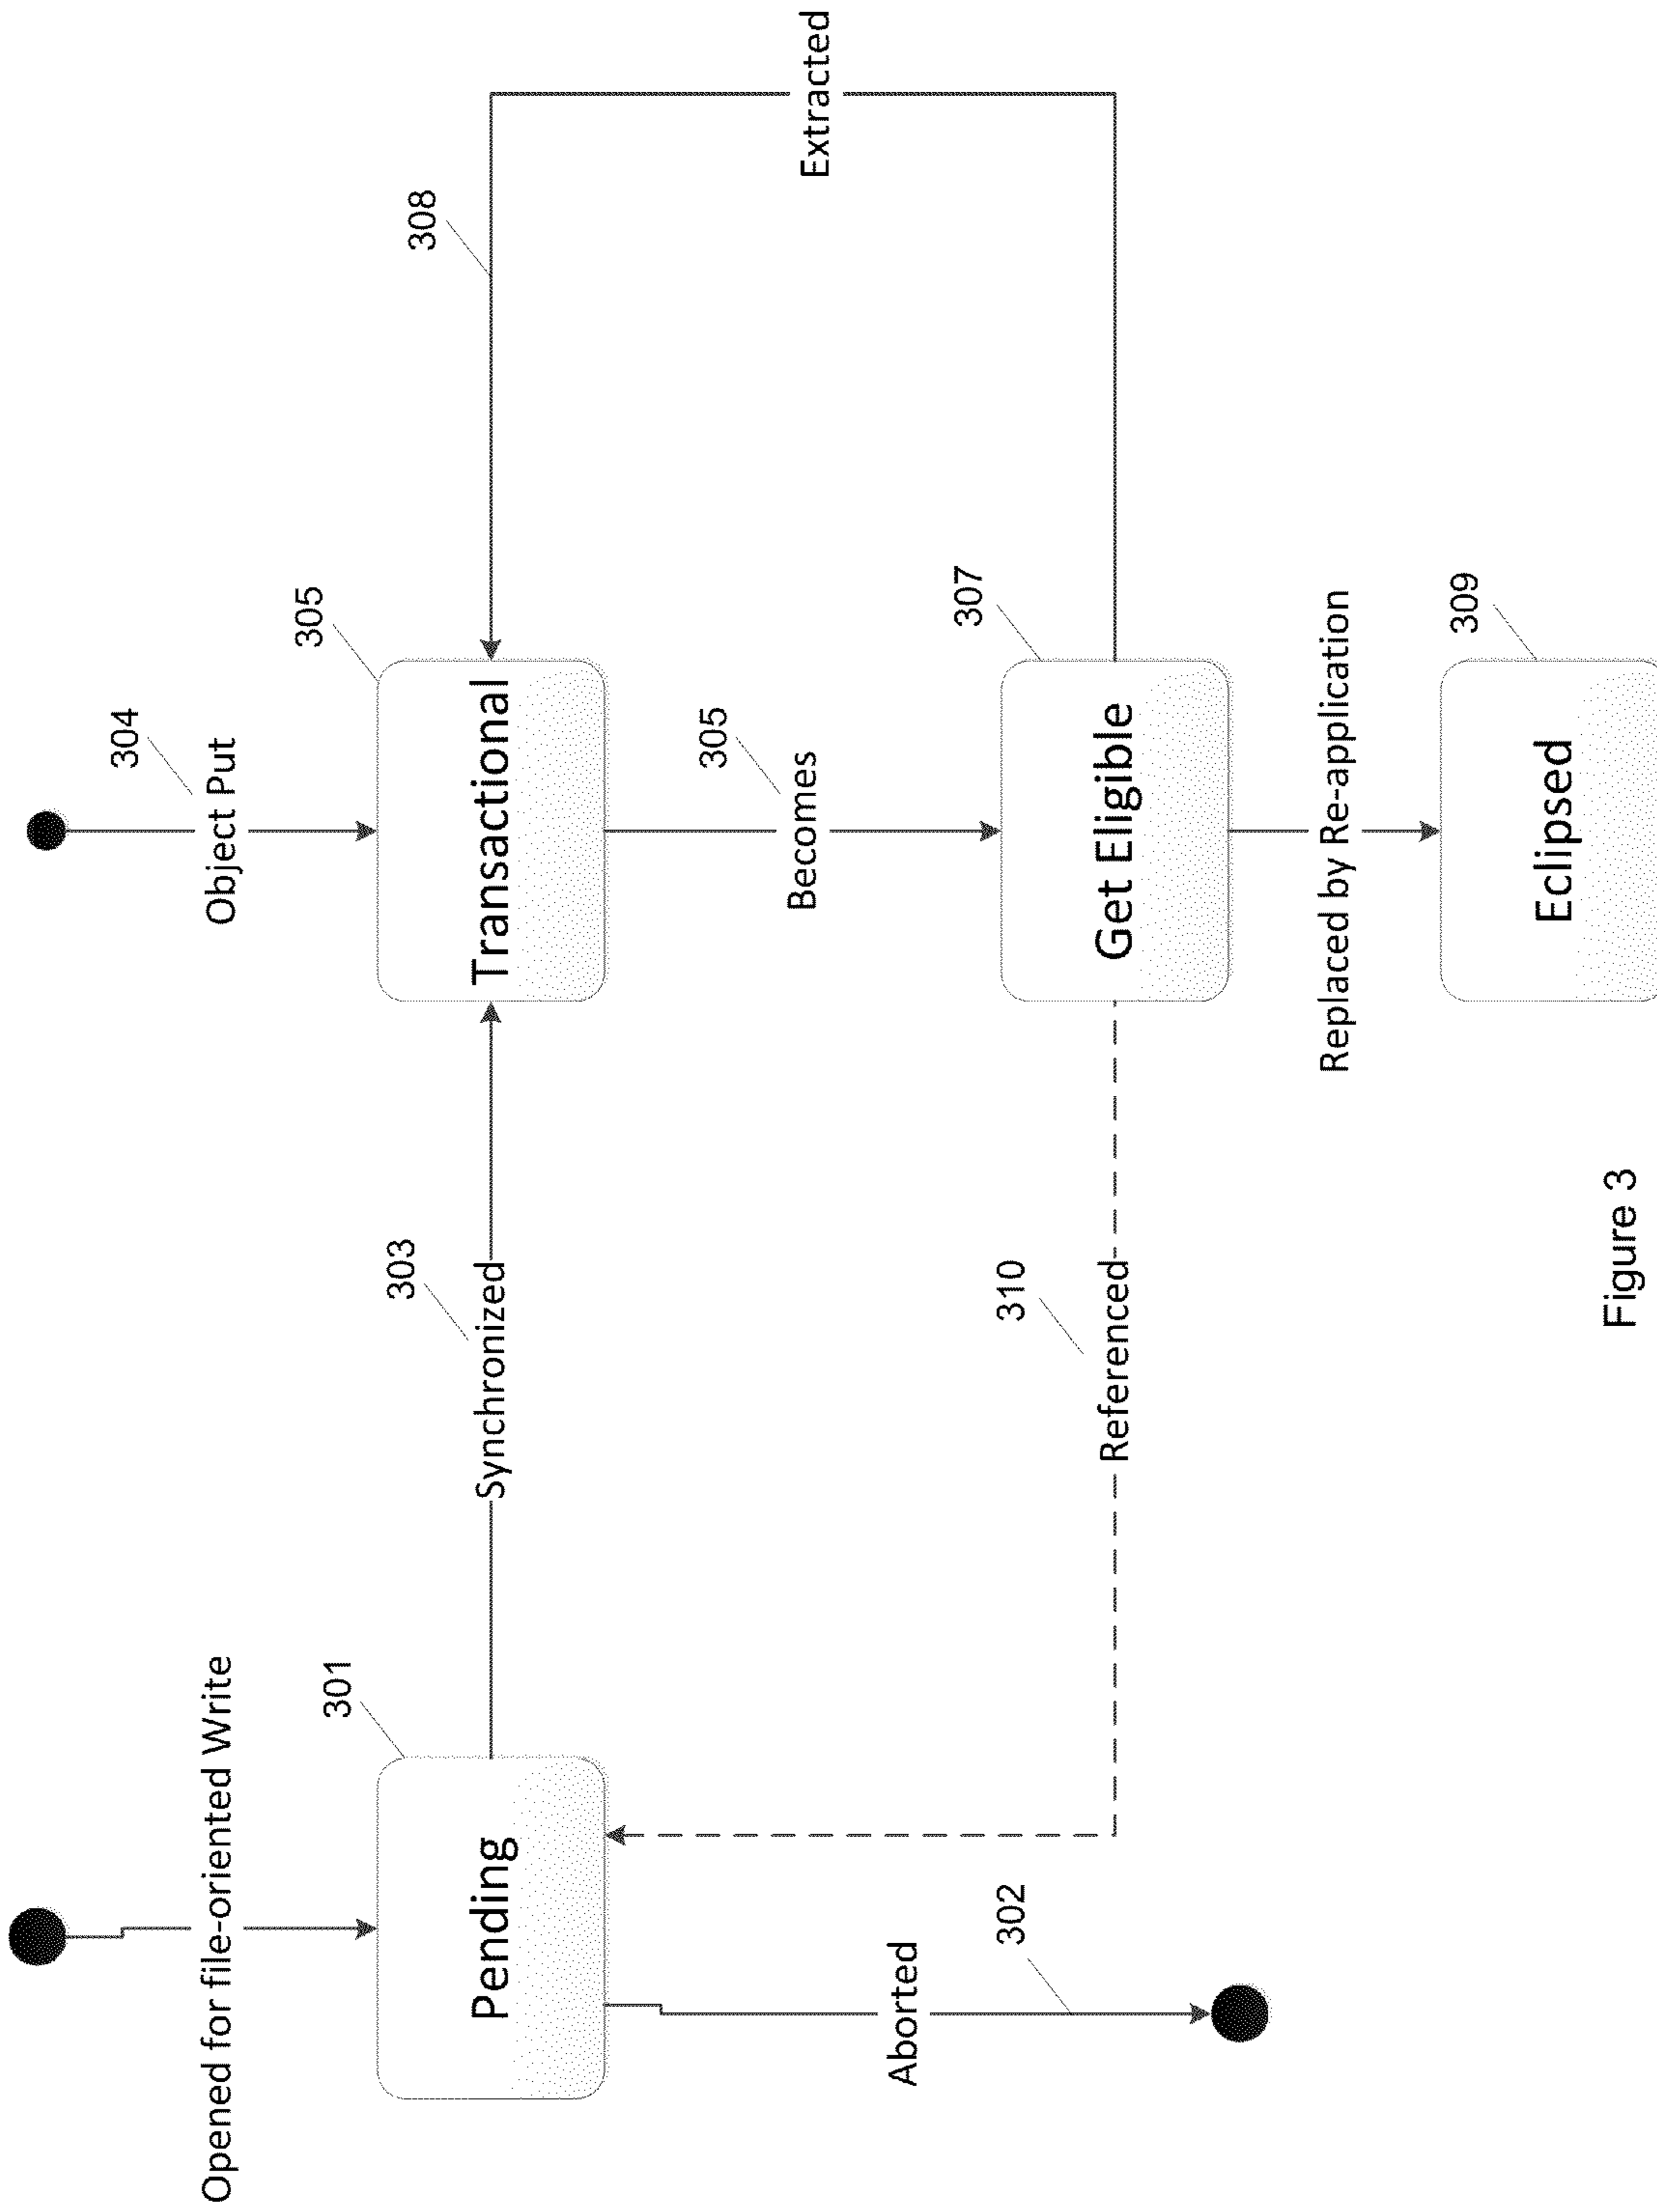 304
Opened for file-oriented Write
Object Put
301
303
305
308
Pending
Synchronized
Transactional
305
Becomes
Extracted
Aborted
302
310
307
Referenced
Get Eligible
Replaced by Re-application
309
Eclipsed
Figure 3